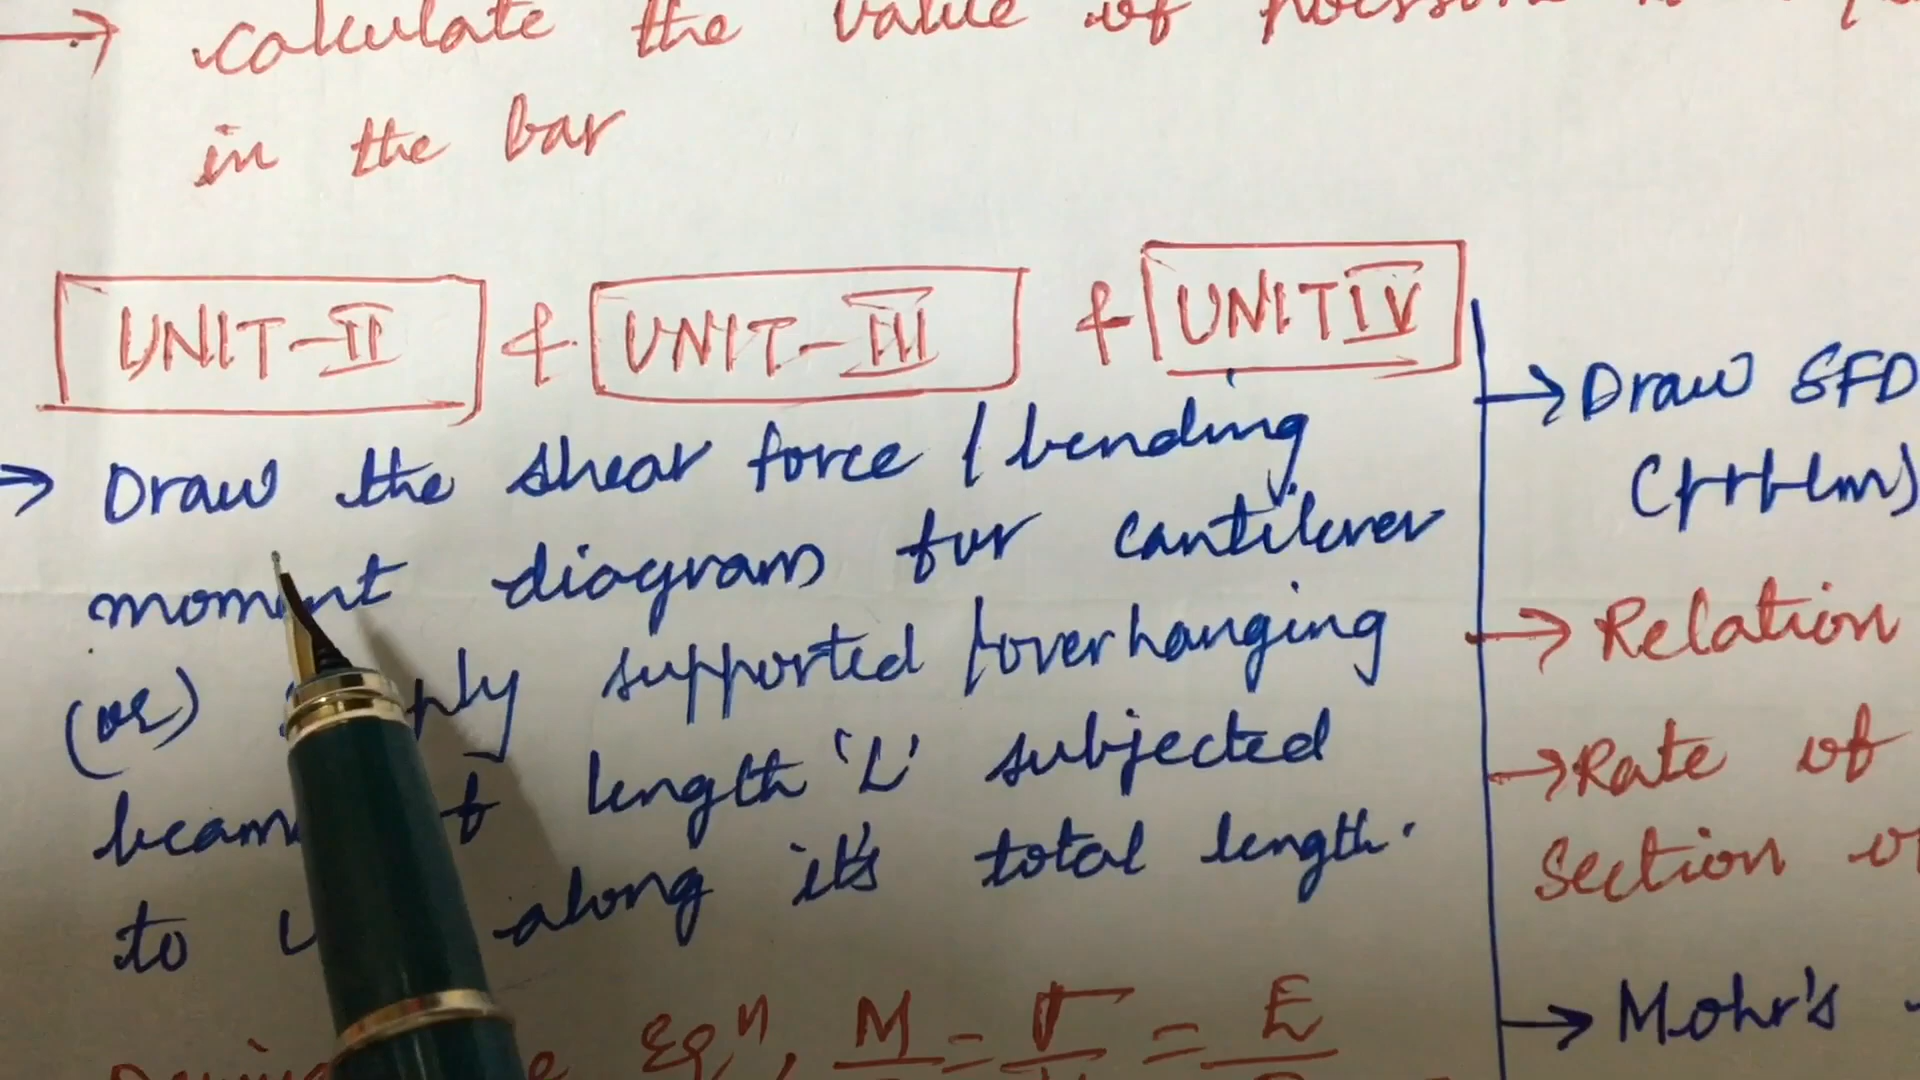 → calculate the value of
in the bar
UNIT-II & UNIT-III & UNIT IV
→ Draw the shear force / bending
moment diagram for cantilever
(or) supported / overhanging
length 'L' subjected
to along it's total length.
Eqn, M = σ = E
→ Draw SFD
→ Relation
→ Rate of
Section
→ Mohr's